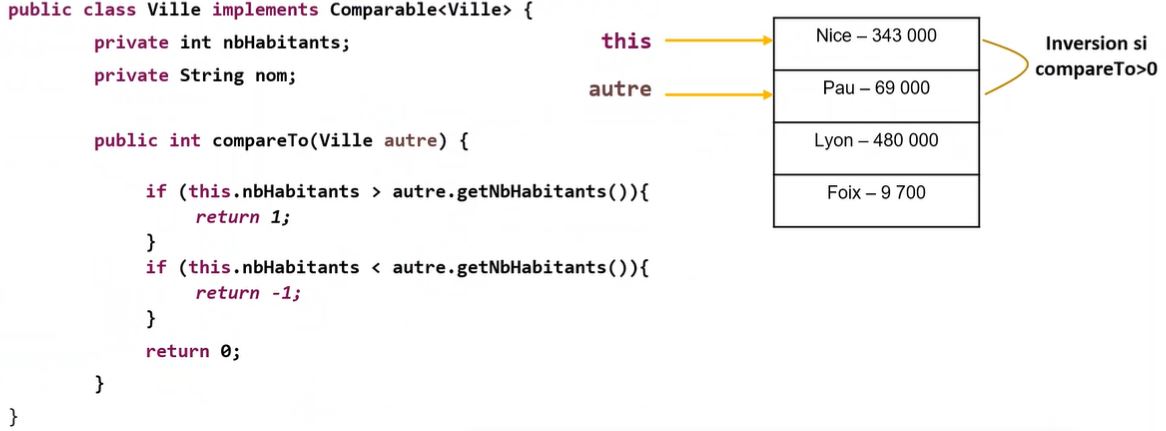 public class Ville implements Comparable<Ville> {
private int nbHabitants;
private String nom;
public int compareTo(Ville autre) {
if (this.nbHabitants > autre.getNbHabitants()){
return 1;
}
if (this.nbHabitants < autre.getNbHabitants()){
return -1;
}
return 0;
}
}
this
autre
Nice – 343 000
Pau – 69 000
Lyon – 480 000
Foix – 9 700
Inversion si
compareTo>0